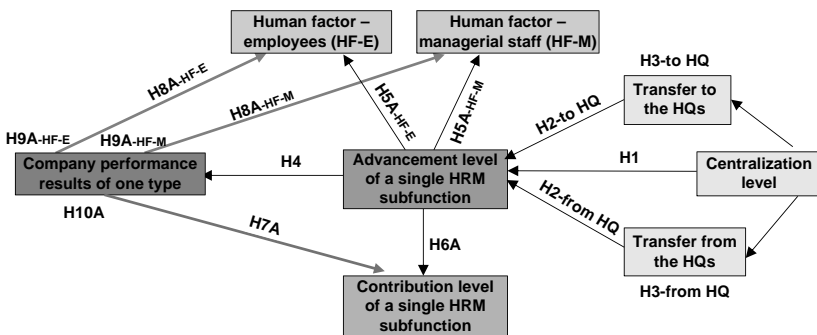 Human factor –
employees (HF-E)
Human factor –
managerial staff (HF-M)
H8A-HF-E
H8A-HF-M
H5A-HF-E
H5A-HF-M
H3-to HQ
Transfer to
the HQs
H2-to HQ
H9A-HF-E
H9A-HF-M
Company performance
results of one type
H10A
H4
Advancement level
of a single HRM
subfunction
H1
Centralization
level
H2-from HQ
Transfer from
the HQs
H3-from HQ
H7A
H6A
Contribution level
of a single HRM
subfunction